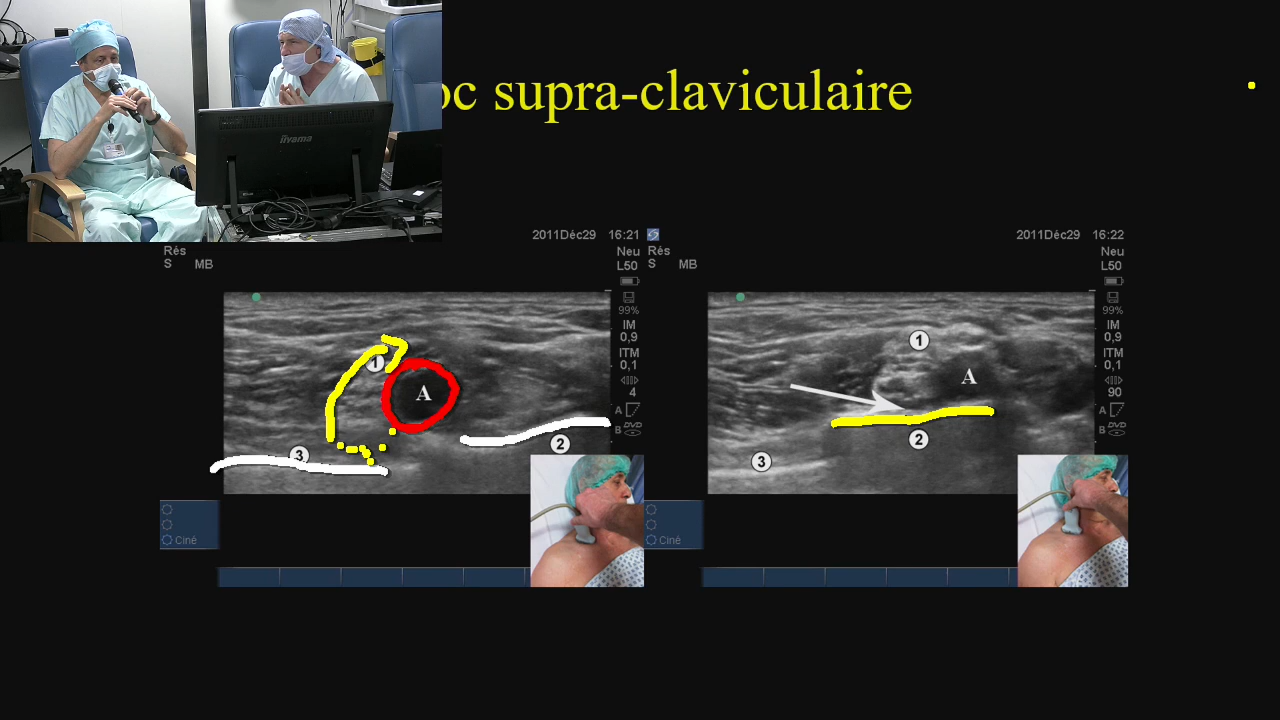 oc supra-claviculaire
iiyama
2011Déc29 16:21
Rés
S MB
Neu
L50
99%
IM
0,9
ITM
0,1
4
A
B DVD
1
A
2
3
Ciné
2011Déc29 16:22
Rés
S MB
Neu
L50
99%
IM
0,9
ITM
0,1
90
A
B DVD
1
A
2
3
Ciné